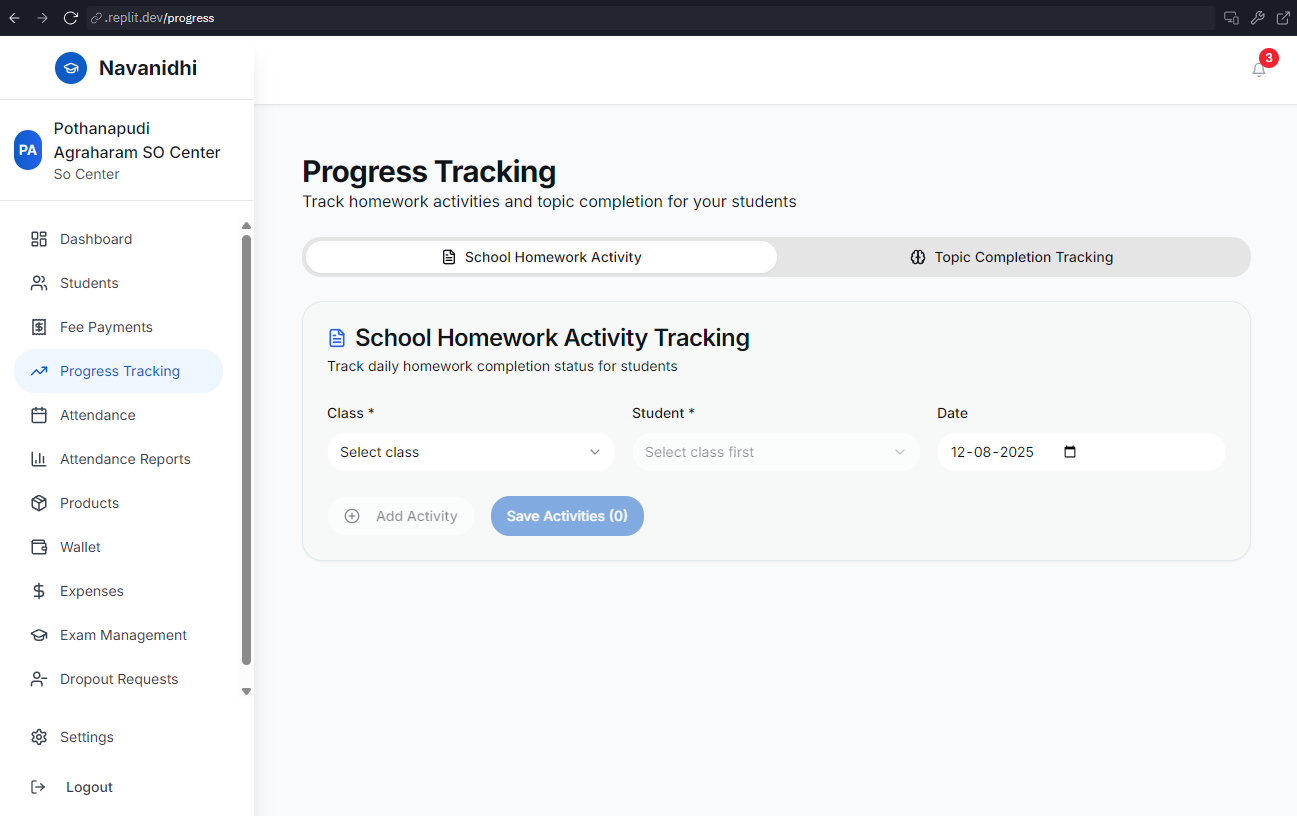 .replit.dev/progress
Navanidhi
3
PA
Pothanapudi
Agraharam SO Center
So Center
Dashboard
Students
Fee Payments
Progress Tracking
Attendance
Attendance Reports
Products
Wallet
Expenses
Exam Management
Dropout Requests
Settings
Logout
Progress Tracking
Track homework activities and topic completion for your students
School Homework Activity
Topic Completion Tracking
School Homework Activity Tracking
Track daily homework completion status for students
Class *
Student *
Date
Select class
Select class first
12-08-2025
Add Activity
Save Activities (0)